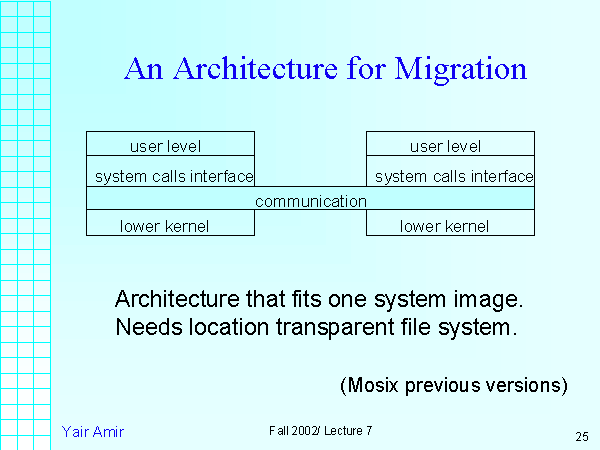 An Architecture for Migration
user level user level
system calls interface system calls interface
communication
lower kernel lower kernel
Architecture that fits one system image.
Needs location transparent file system.
(Mosix previous versions)
Yair Amir Fall 2002/ Lecture 7 25